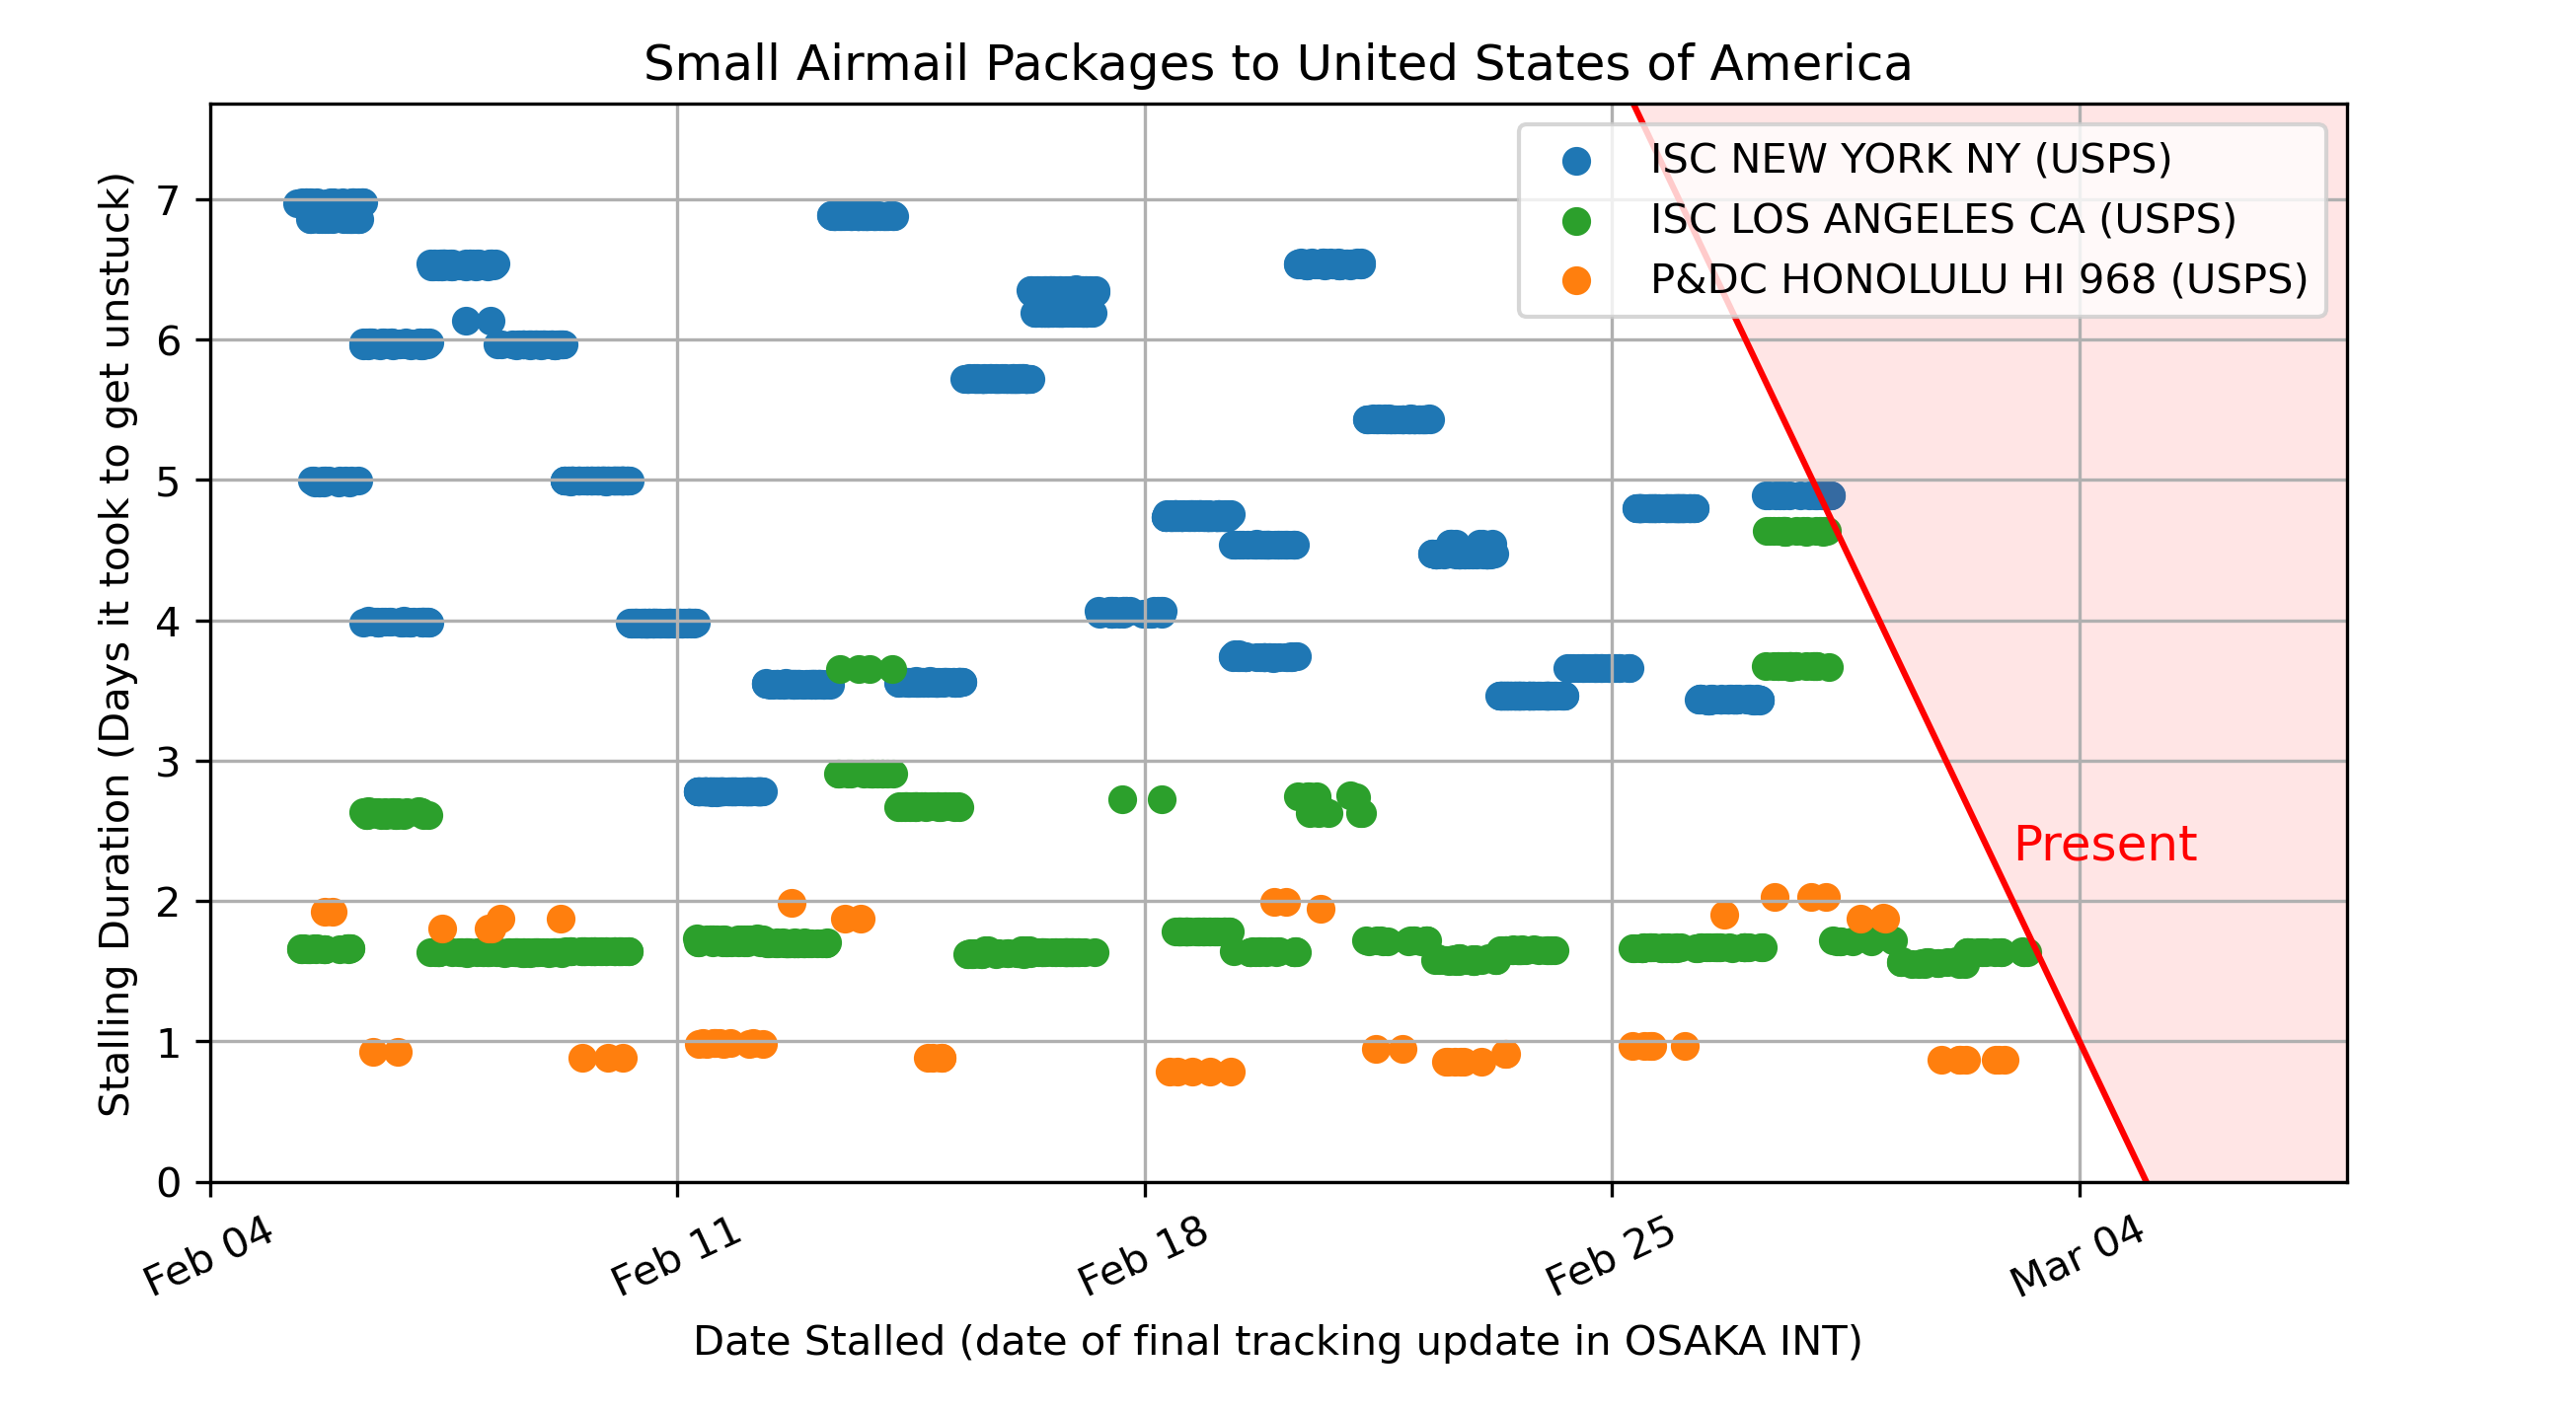 Small Airmail Packages to United States of America
ISC NEW YORK NY (USPS)
ISC LOS ANGELES CA (USPS)
P&DC HONOLULU HI 968 (USPS)
Stalling Duration (Days it took to get unstuck)
7
6
5
4
3
2
1
0
Present
Feb 04
Feb 11
Feb 18
Feb 25
Mar 04
Date Stalled (date of final tracking update in OSAKA INT)